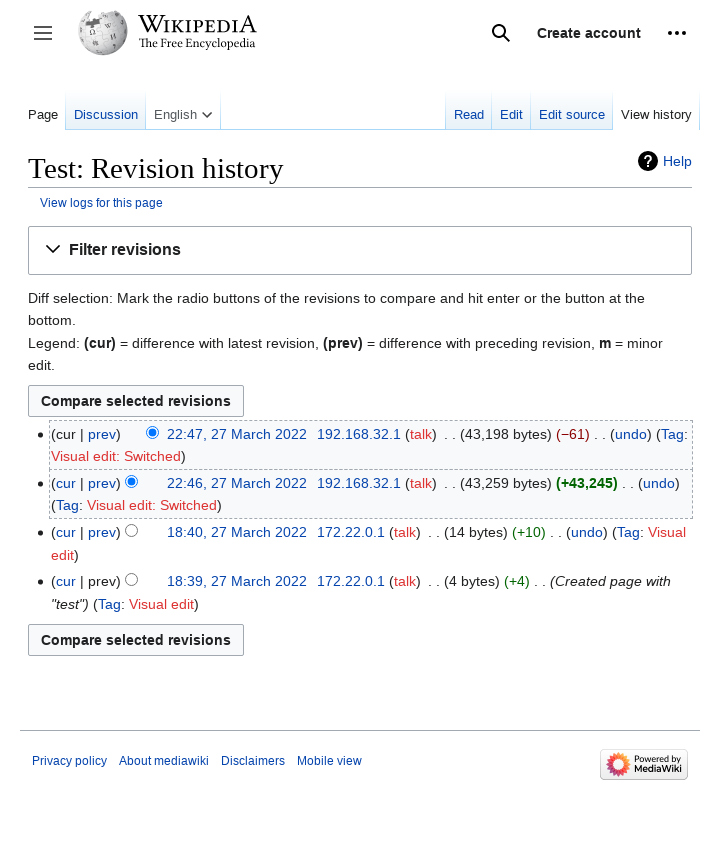 WIKIPEDIA
The Free Encyclopedia
Create account
Page Discussion English Read Edit Edit source View history
Test: Revision history
Help
View logs for this page
Filter revisions
Diff selection: Mark the radio buttons of the revisions to compare and hit enter or the button at the
bottom.
Legend: (cur) = difference with latest revision, (prev) = difference with preceding revision, m = minor
edit.
Compare selected revisions
(cur | prev) 22:47, 27 March 2022 192.168.32.1 (talk) . . (43,198 bytes) (−61) . . (undo) (Tag:
Visual edit: Switched)
(cur | prev) 22:46, 27 March 2022 192.168.32.1 (talk) . . (43,259 bytes) (+43,245) . . (undo)
(Tag: Visual edit: Switched)
(cur | prev) 18:40, 27 March 2022 172.22.0.1 (talk) . . (14 bytes) (+10) . . (undo) (Tag: Visual
edit)
(cur | prev) 18:39, 27 March 2022 172.22.0.1 (talk) . . (4 bytes) (+4) . . (Created page with
"test") (Tag: Visual edit)
Compare selected revisions
Privacy policy About mediawiki Disclaimers Mobile view
Powered by
MediaWiki